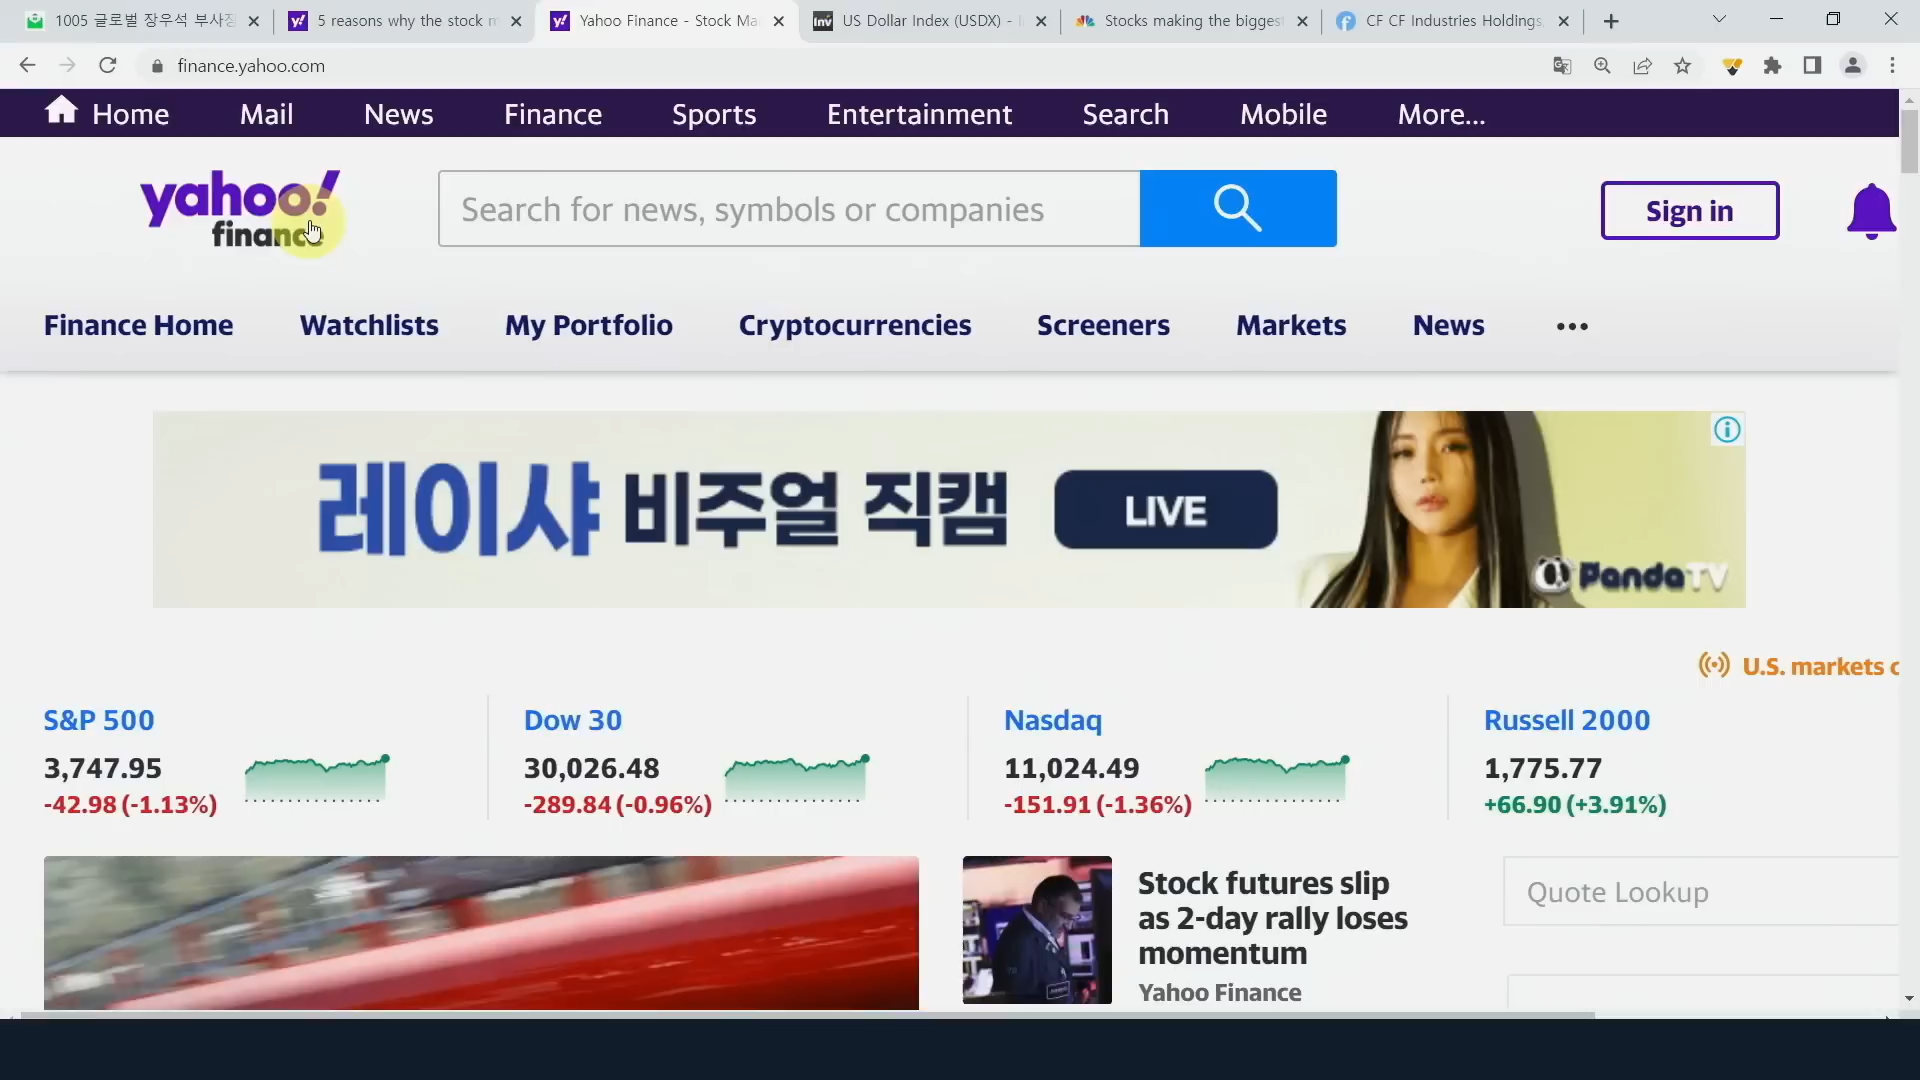 1005 글로벌 장우석 부사장
5 reasons why the stock m
Yahoo Finance - Stock Ma
US Dollar Index (USDX) - I
Stocks making the bigges
CF CF Industries Holdings,
finance.yahoo.com
Home Mail News Finance Sports Entertainment Search Mobile More...
yahoo!
finance
Search for news, symbols or companies
Sign in
Finance Home Watchlists My Portfolio Cryptocurrencies Screeners Markets News •••
레이샤 비주얼 직캠 LIVE
PandaTV
U.S. markets c
S&P 500
3,747.95
-42.98 (-1.13%)
Dow 30
30,026.48
-289.84 (-0.96%)
Nasdaq
11,024.49
-151.91 (-1.36%)
Russell 2000
1,775.77
+66.90 (+3.91%)
Stock futures slip
as 2-day rally loses
momentum
Yahoo Finance
Quote Lookup